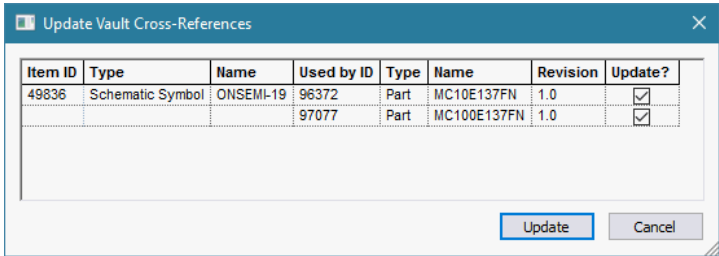 Update Vault Cross-References
Item ID Type Name Used by ID Type Name Revision Update?
49836 Schematic Symbol ONSEMI-19 96372 Part MC10E137FN 1.0
97077 Part MC100E137FN 1.0
Update Cancel